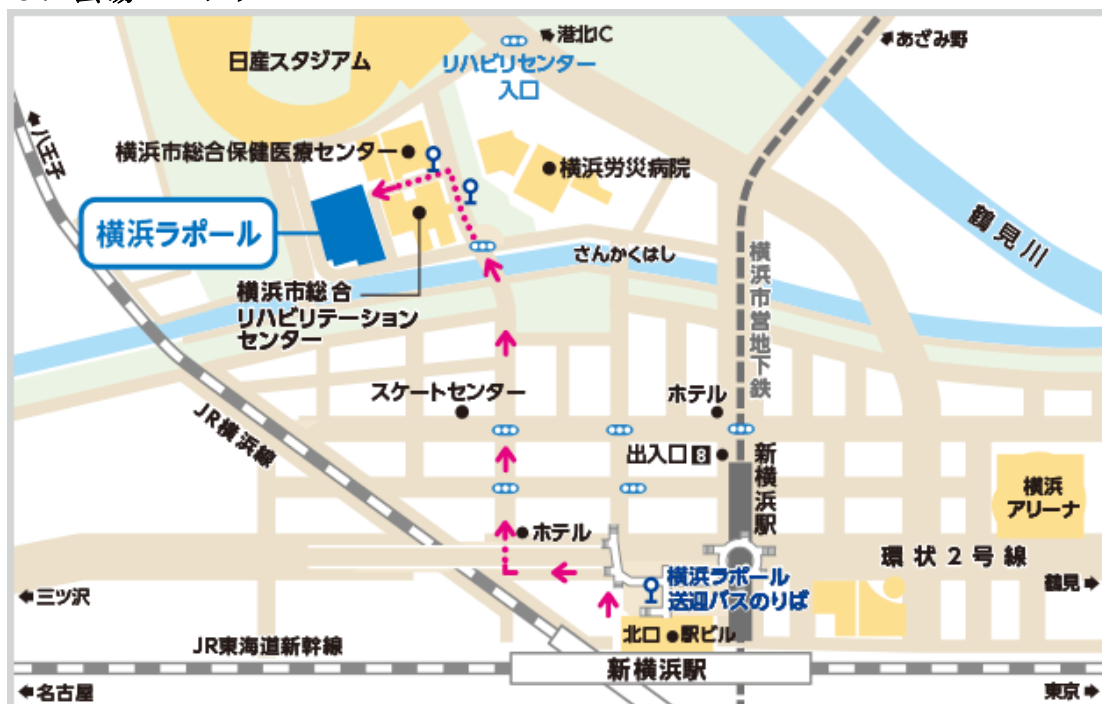 日産スタジアム
港北IC
リハビリセンター
入口
あざみ野
八王子
横浜市総合保健医療センター
横浜労災病院
横浜ラポール
鶴見川
さんかくはし
横浜市営地下鉄
横浜市総合
リハビリテーション
センター
スケートセンター
ホテル
JR横浜線
出入口8
新横浜駅
横浜
アリーナ
ホテル
環状2号線
横浜ラポール
送迎バスのりば
三ツ沢
鶴見
北口
駅ビル
JR東海道新幹線
新横浜駅
名古屋
東京